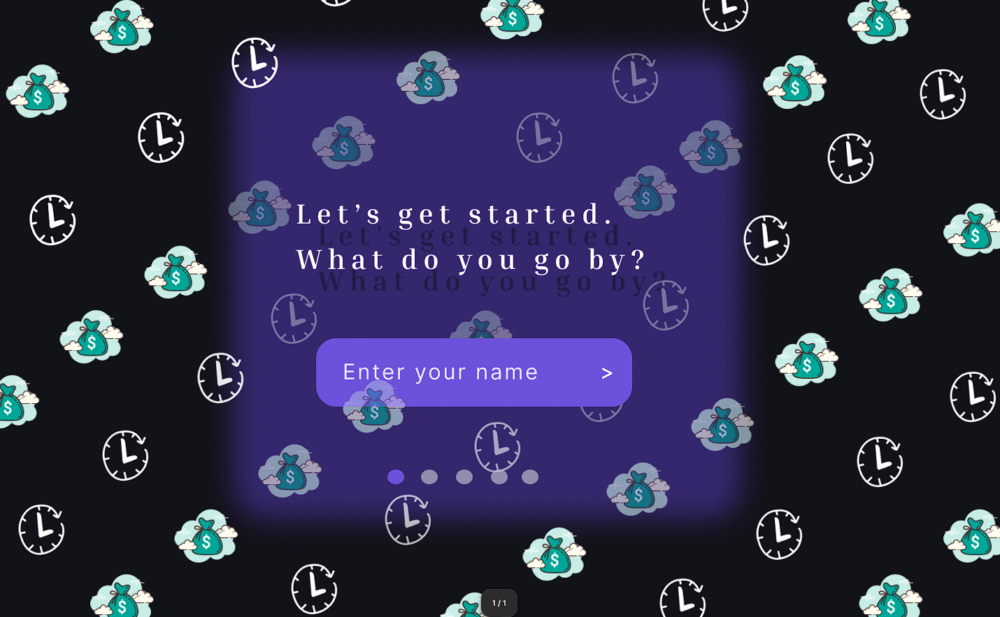 Let’s get started.
What do you go by?
Enter your name >
1/1